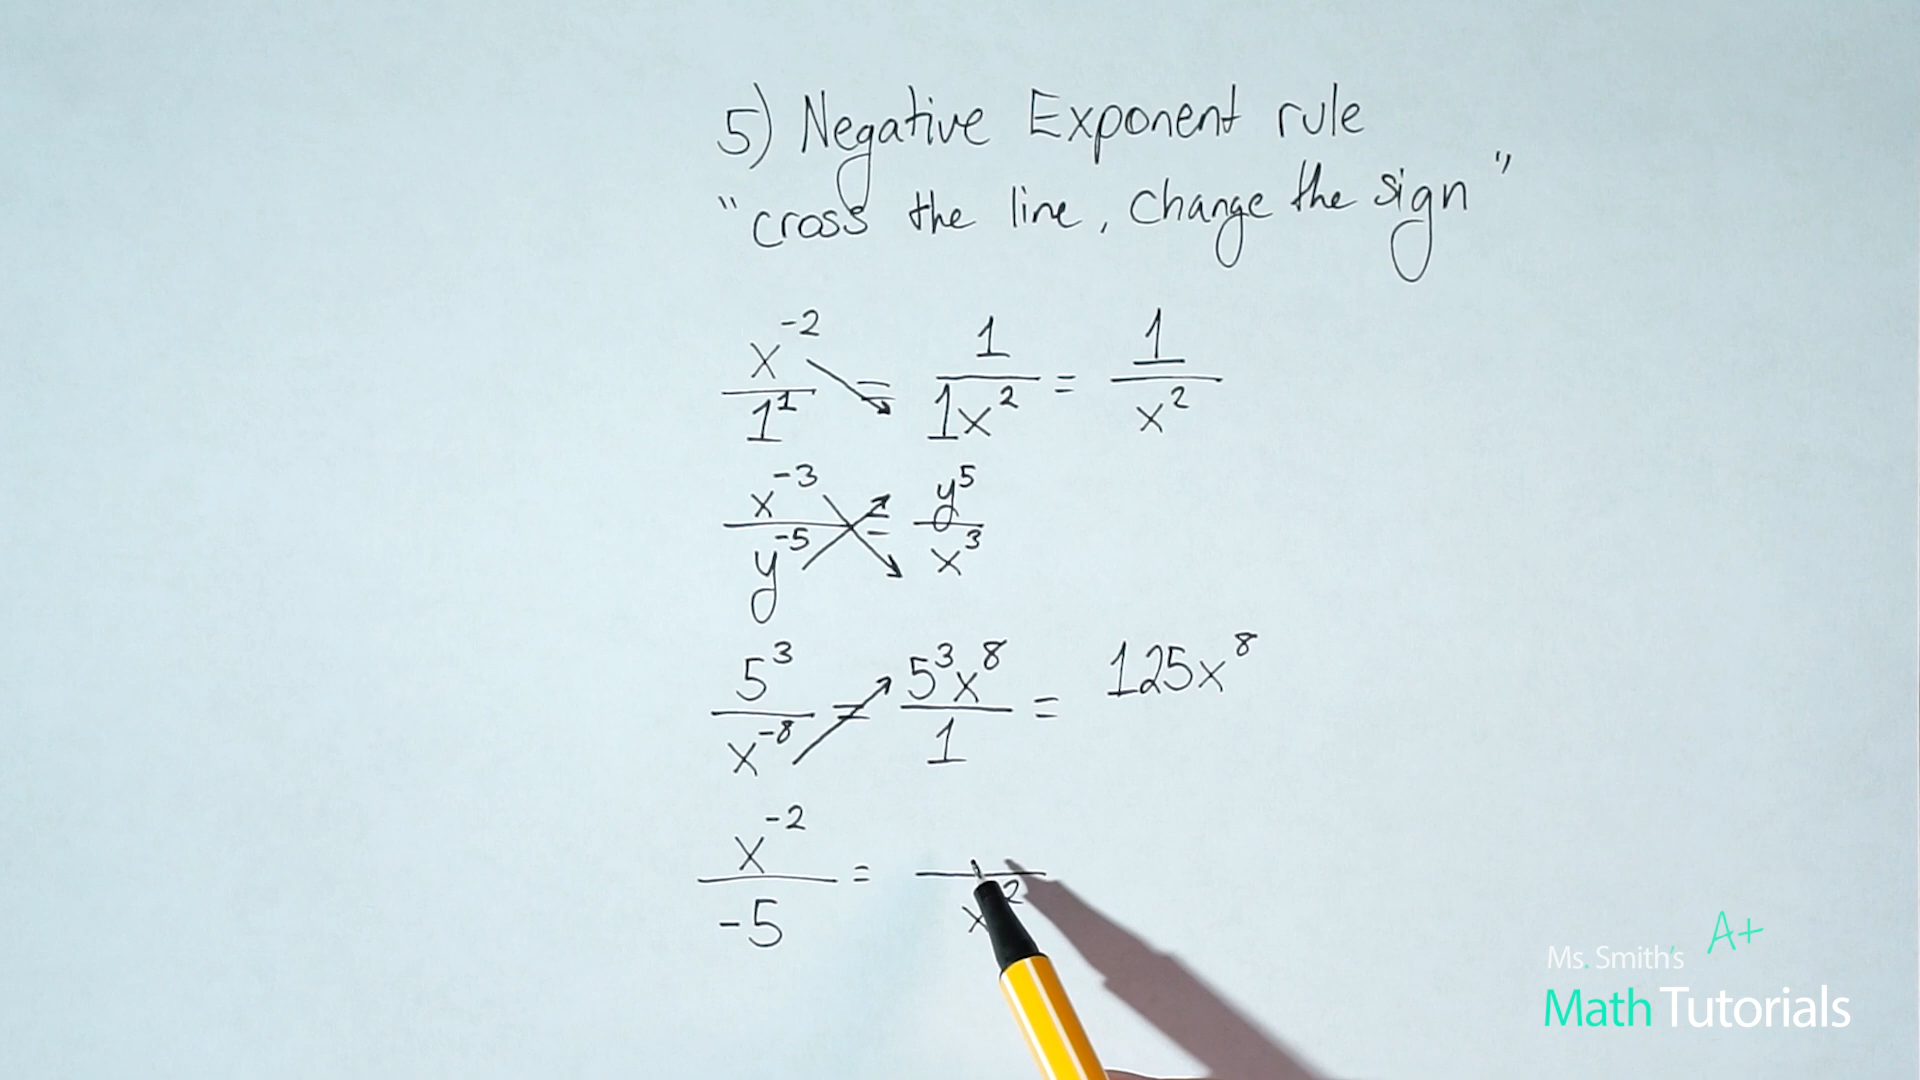 5) Negative Exponent rule
"cross the line, change the sign"
x^-2 / 1^1 = 1 / 1x^2 = 1 / x^2
x^-3 / y^-5 = y^5 / x^3
5^3 / x^-8 = 5^3x^8 / 1 = 125x^8
x^-2 / -5 = / x^2
Ms. Smith's A+
Math Tutorials